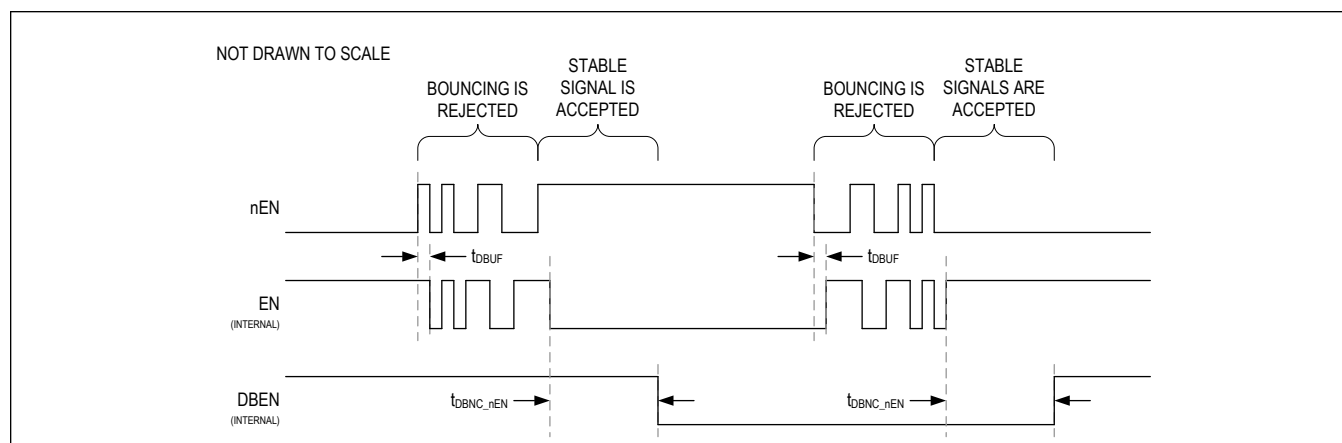 NOT DRAWN TO SCALE
BOUNCING IS
REJECTED
STABLE
SIGNAL IS
ACCEPTED
BOUNCING IS
REJECTED
STABLE
SIGNALS ARE
ACCEPTED
nEN
tDBUF
tDBUF
EN
(INTERNAL)
DBEN
(INTERNAL)
tDBNC_nEN
tDBNC_nEN